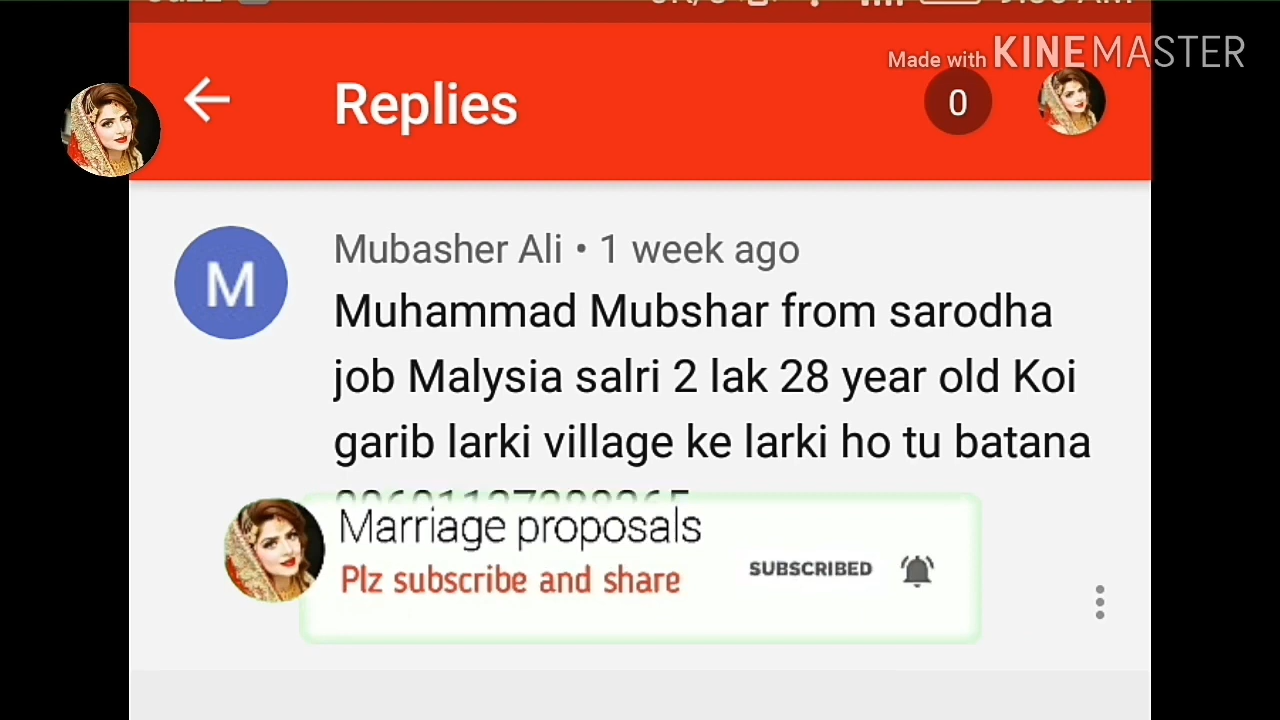 Made with KINEMASTER
Replies
0
M
Mubasher Ali • 1 week ago
Muhammad Mubshar from sarodha
job Malysia salri 2 lak 28 year old Koi
garib larki village ke larki ho tu batana
Marriage proposals
Plz subscribe and share
SUBSCRIBED